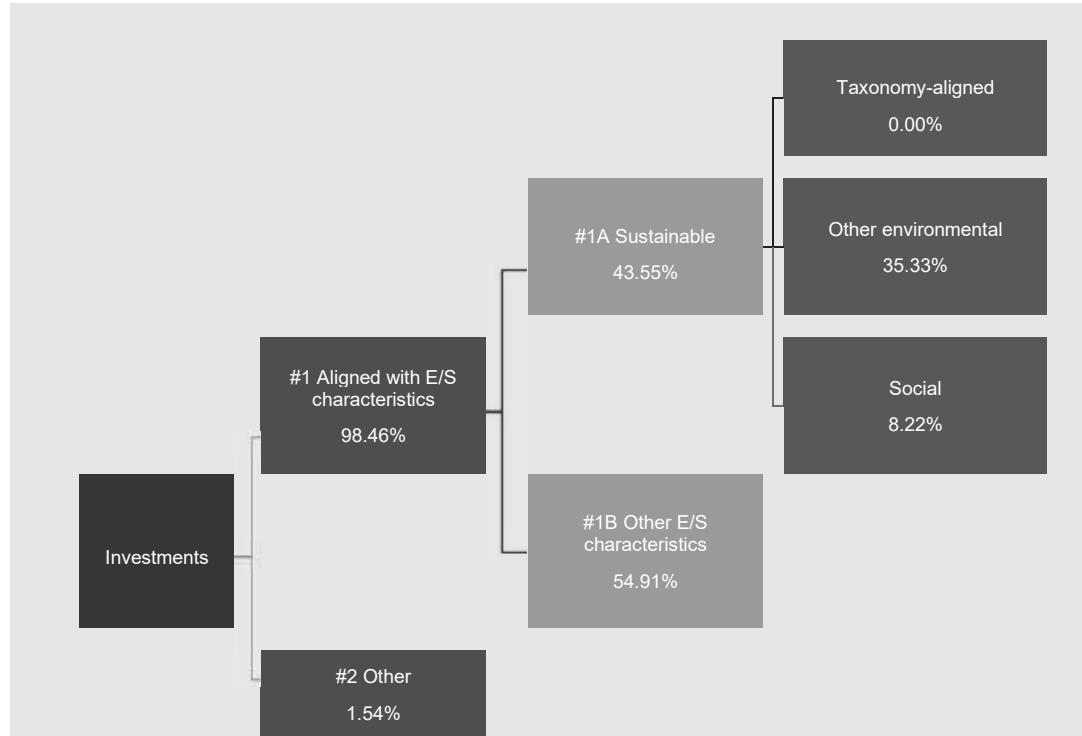 Taxonomy-aligned
0.00%
#1A Sustainable
43.55%
Other environmental
35.33%
#1 Aligned with E/S
characteristics
98.46%
Social
8.22%
Investments
#1B Other E/S
characteristics
54.91%
#2 Other
1.54%